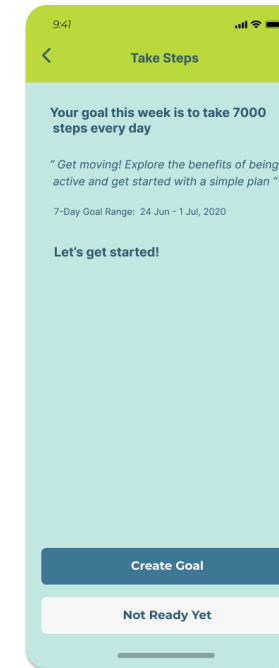 9:41
Take Steps
Your goal this week is to take 7000
steps every day
“ Get moving! Explore the benefits of being
active and get started with a simple plan ”
7-Day Goal Range: 24 Jun - 1 Jul, 2020
Let's get started!
Create Goal
Not Ready Yet